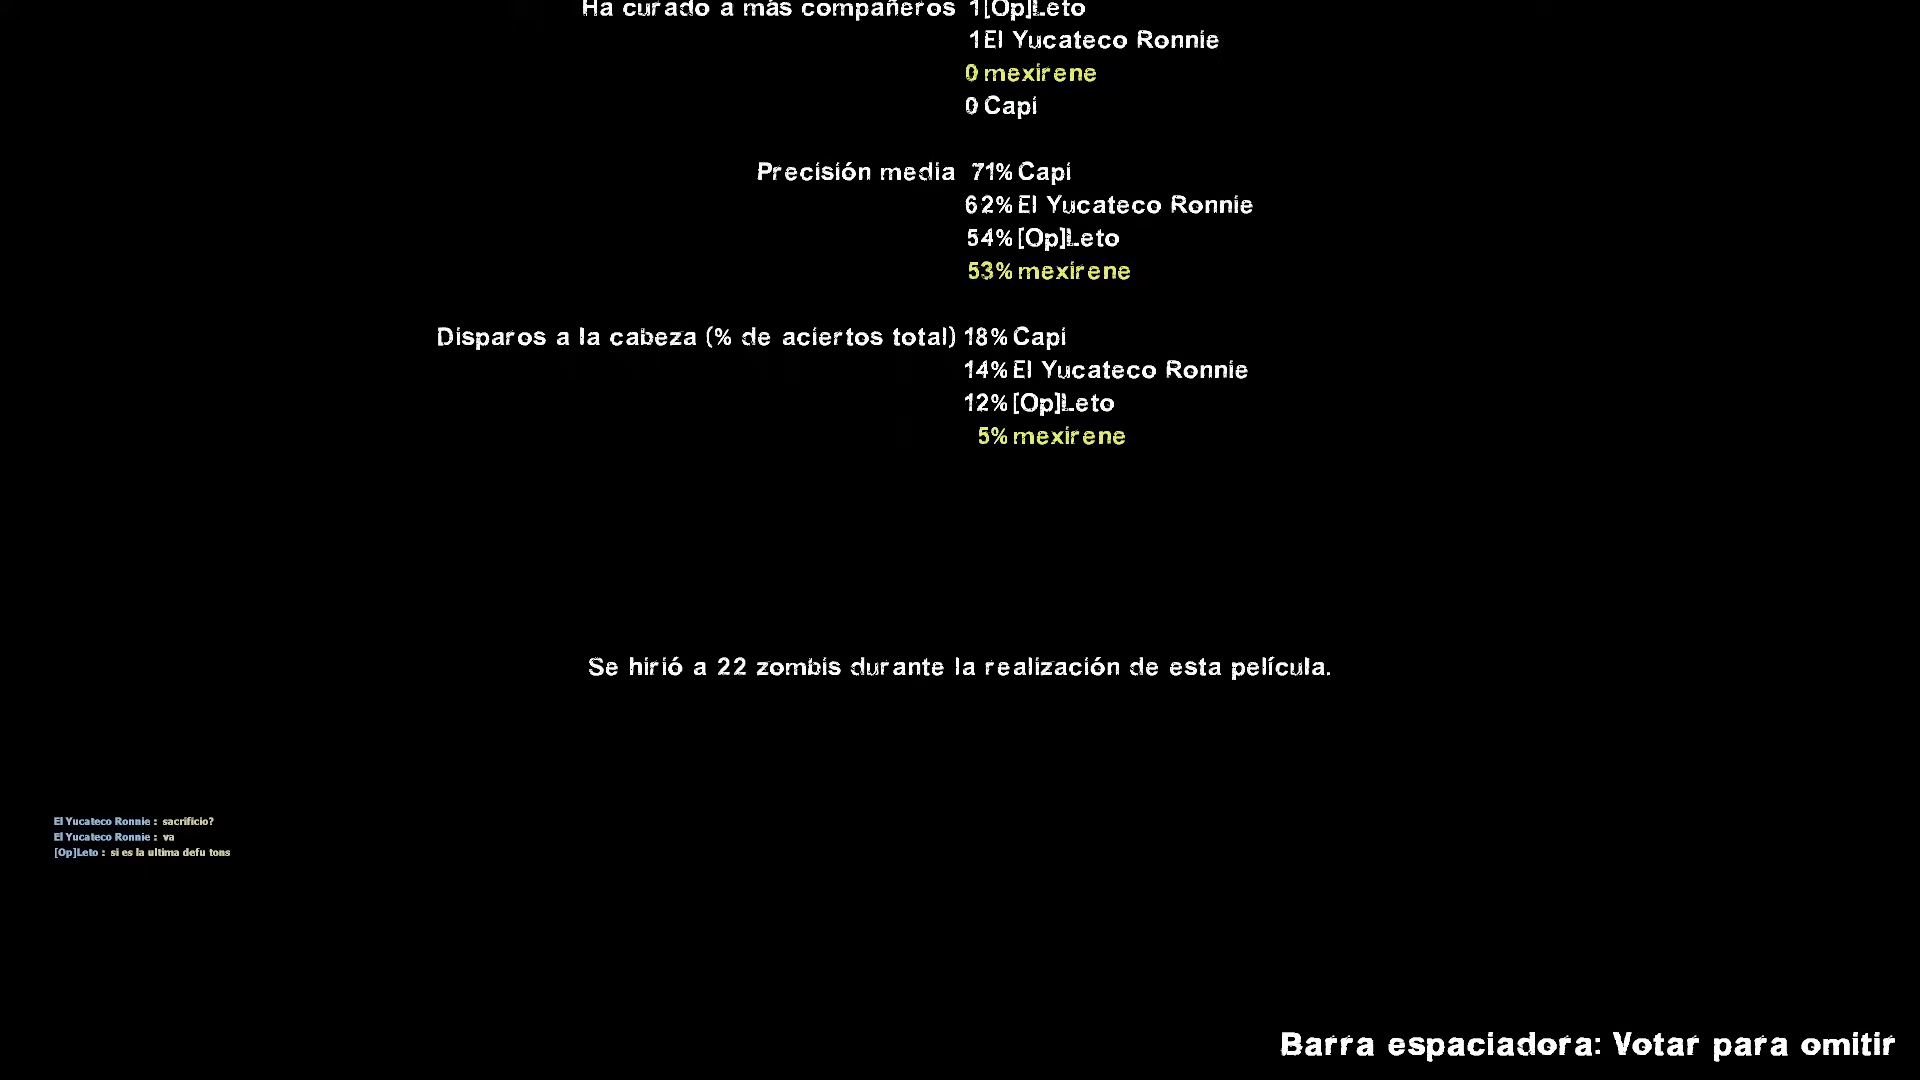 Ha curado a más compañeros 1 [Op]Leto
1 El Yucateco Ronnie
0 mexirene
0 Capi
Precisión media 71% Capi
62% El Yucateco Ronnie
54% [Op]Leto
53% mexirene
Disparos a la cabeza (% de aciertos total) 18% Capi
14% El Yucateco Ronnie
12% [Op]Leto
5% mexirene
Se hirió a 22 zombis durante la realización de esta película.
El Yucateco Ronnie : sacrificio?
El Yucateco Ronnie : va
[Op]Leto : si es la ultima defu tons
Barra espaciadora: Votar para omitir